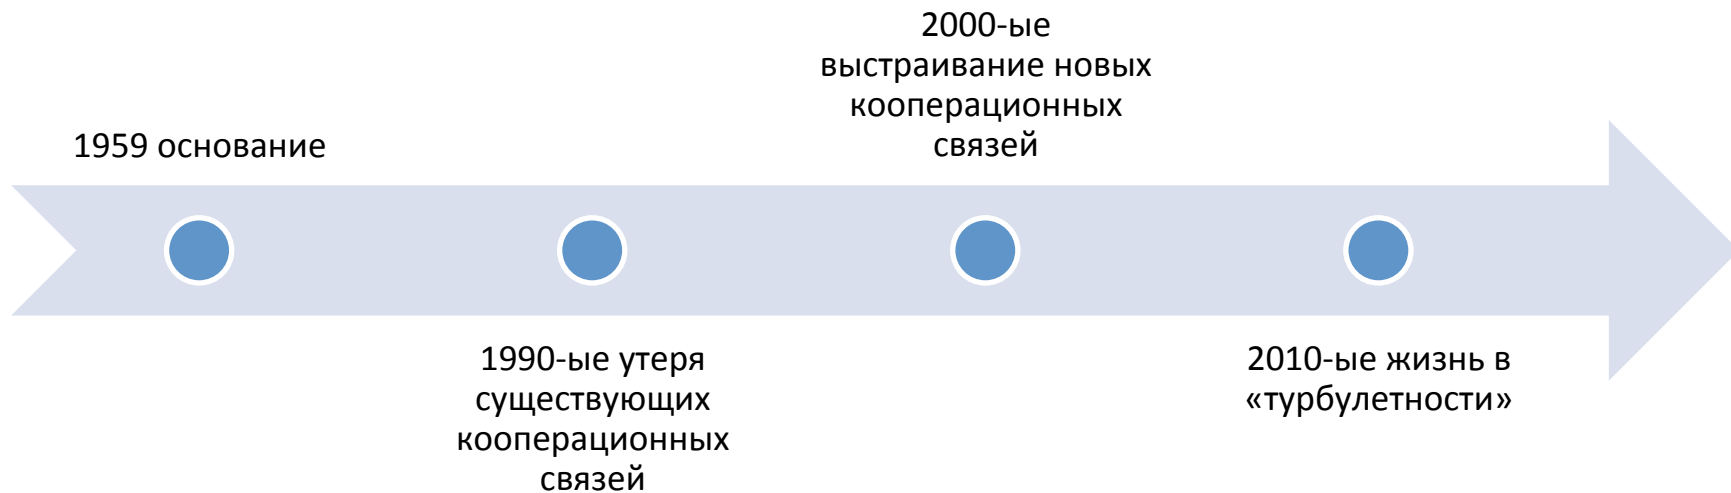 1959 основание
1990-ые утеря
существующих
кооперационных
связей
2000-ые
выстраивание новых
кооперационных
связей
2010-ые жизнь в
«турбулетности»